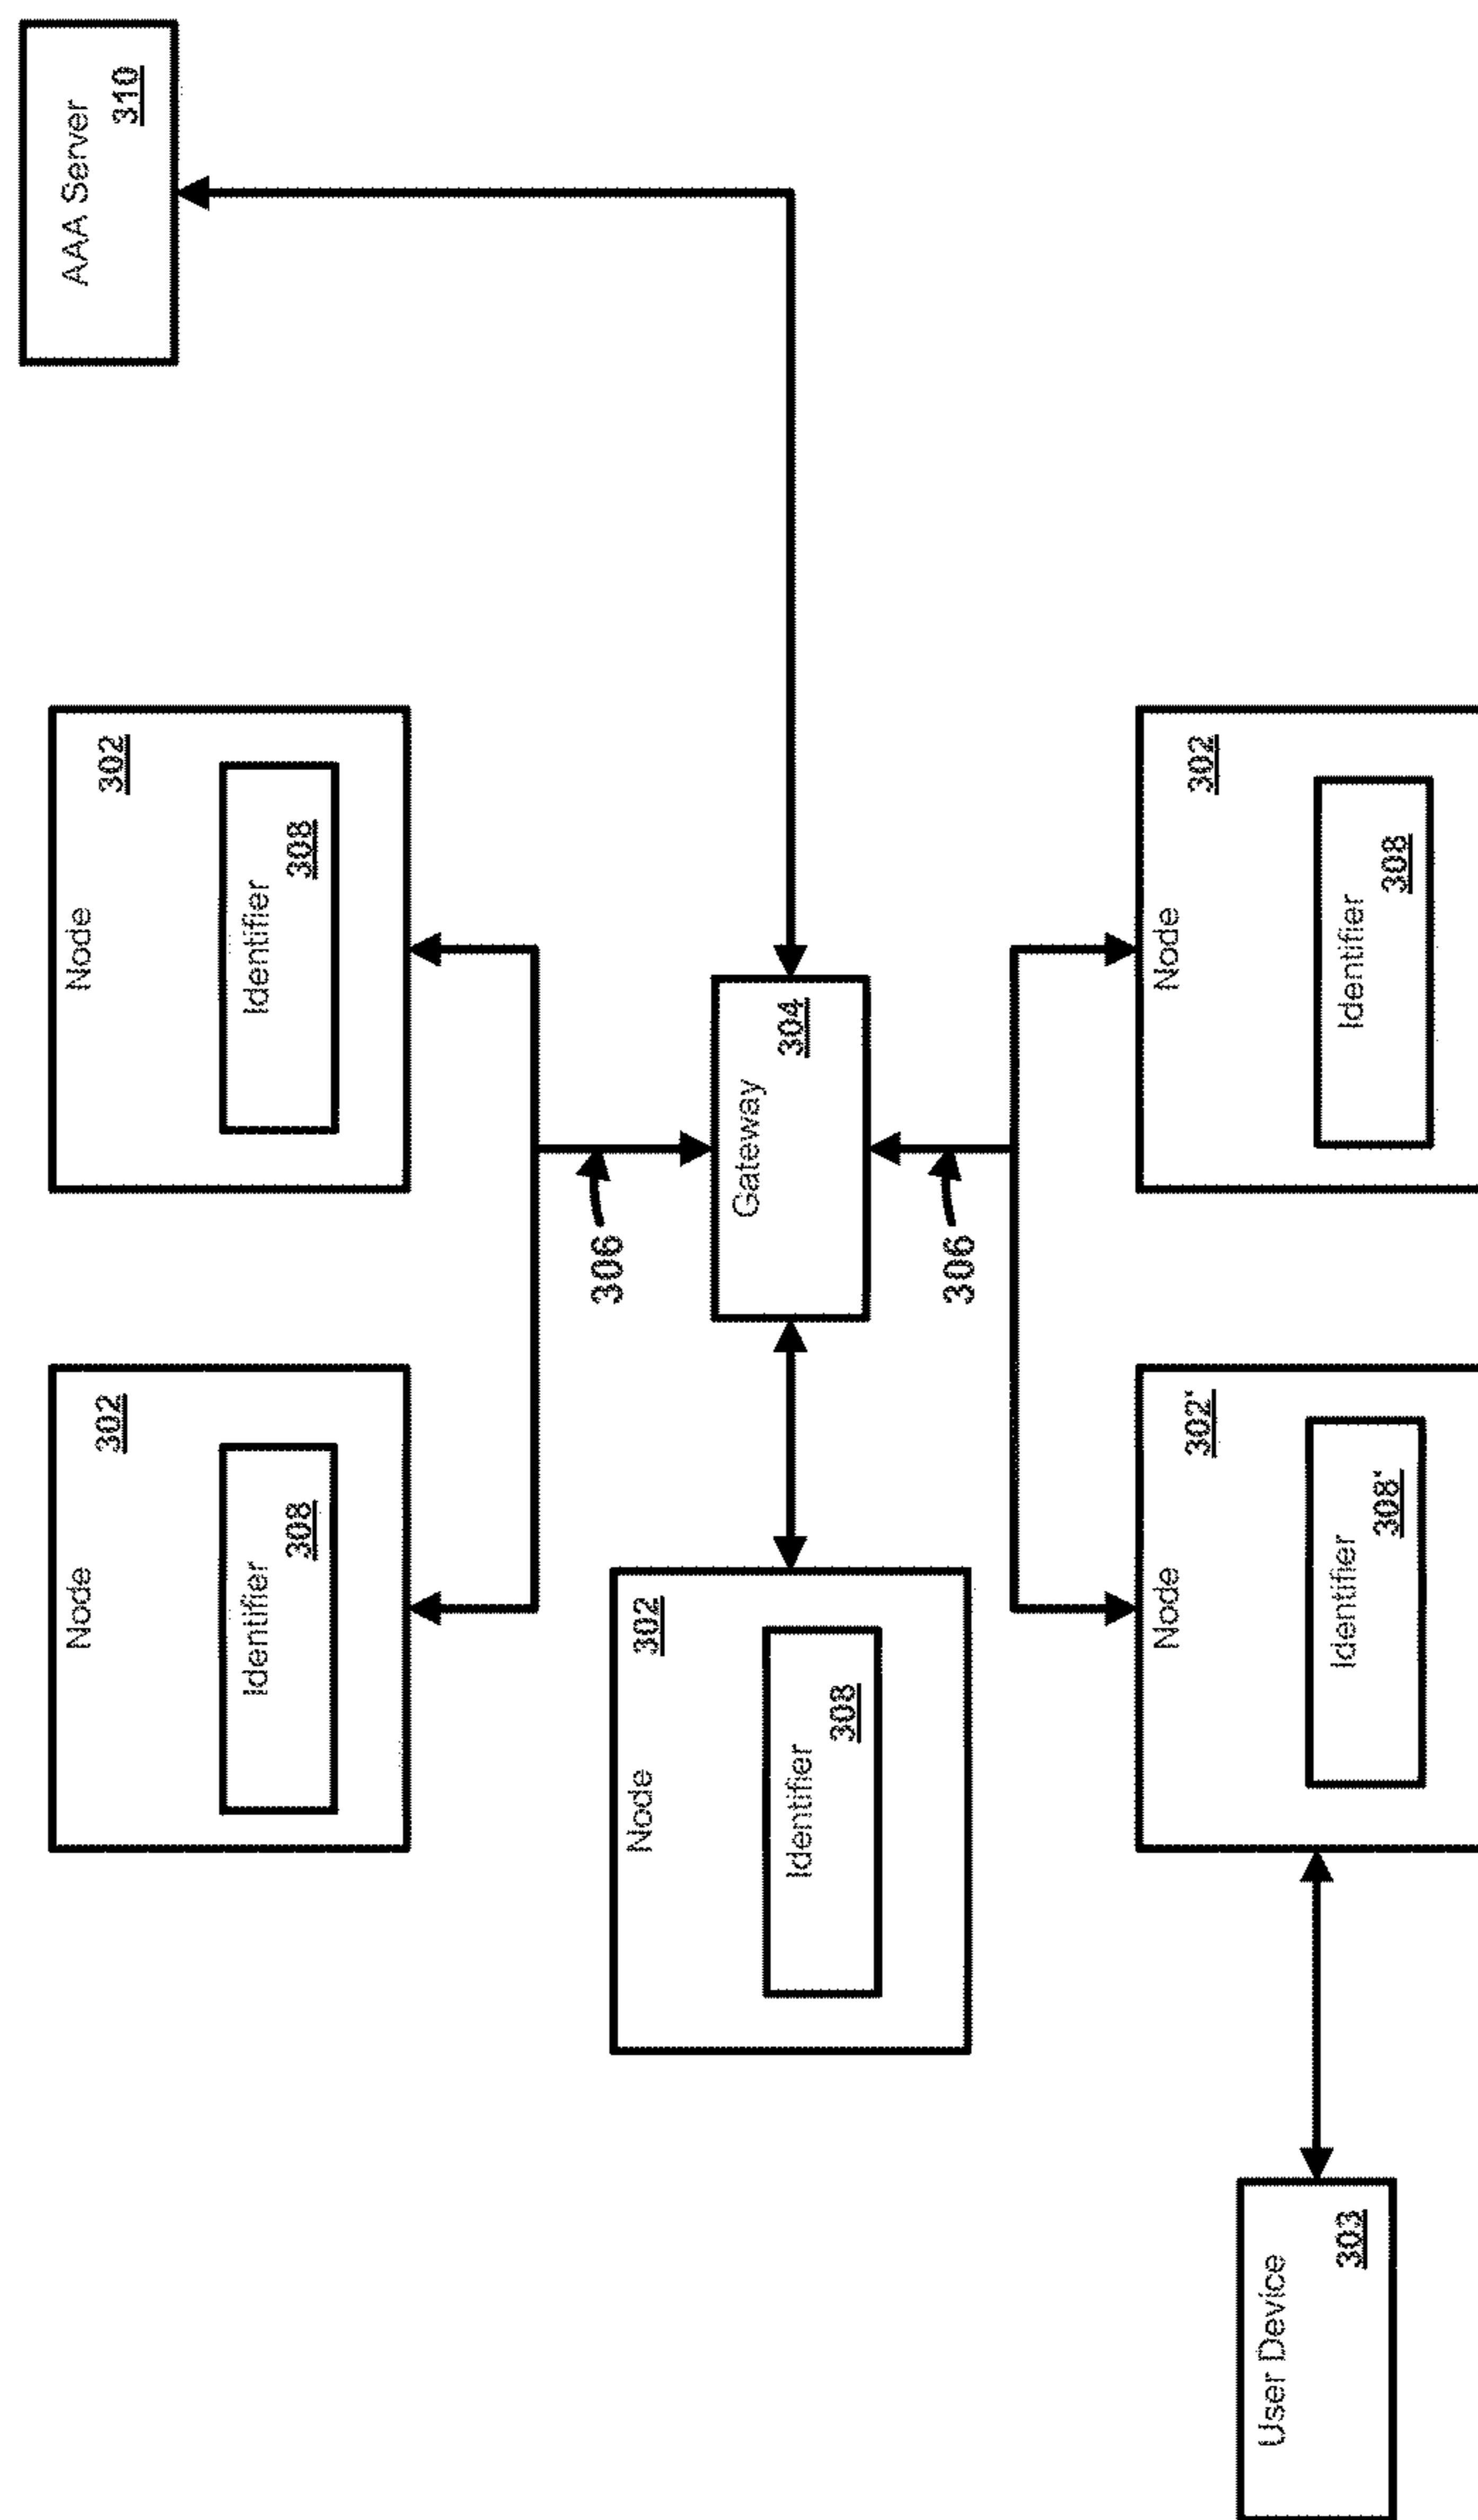 AAA Server
310
Node
302
Identifier
308
Node
302
Identifier
308
306
Gateway
304
Node
302
Identifier
308
306
Node
302
Identifier
308
Node
302'
Identifier
308'
User Device
303